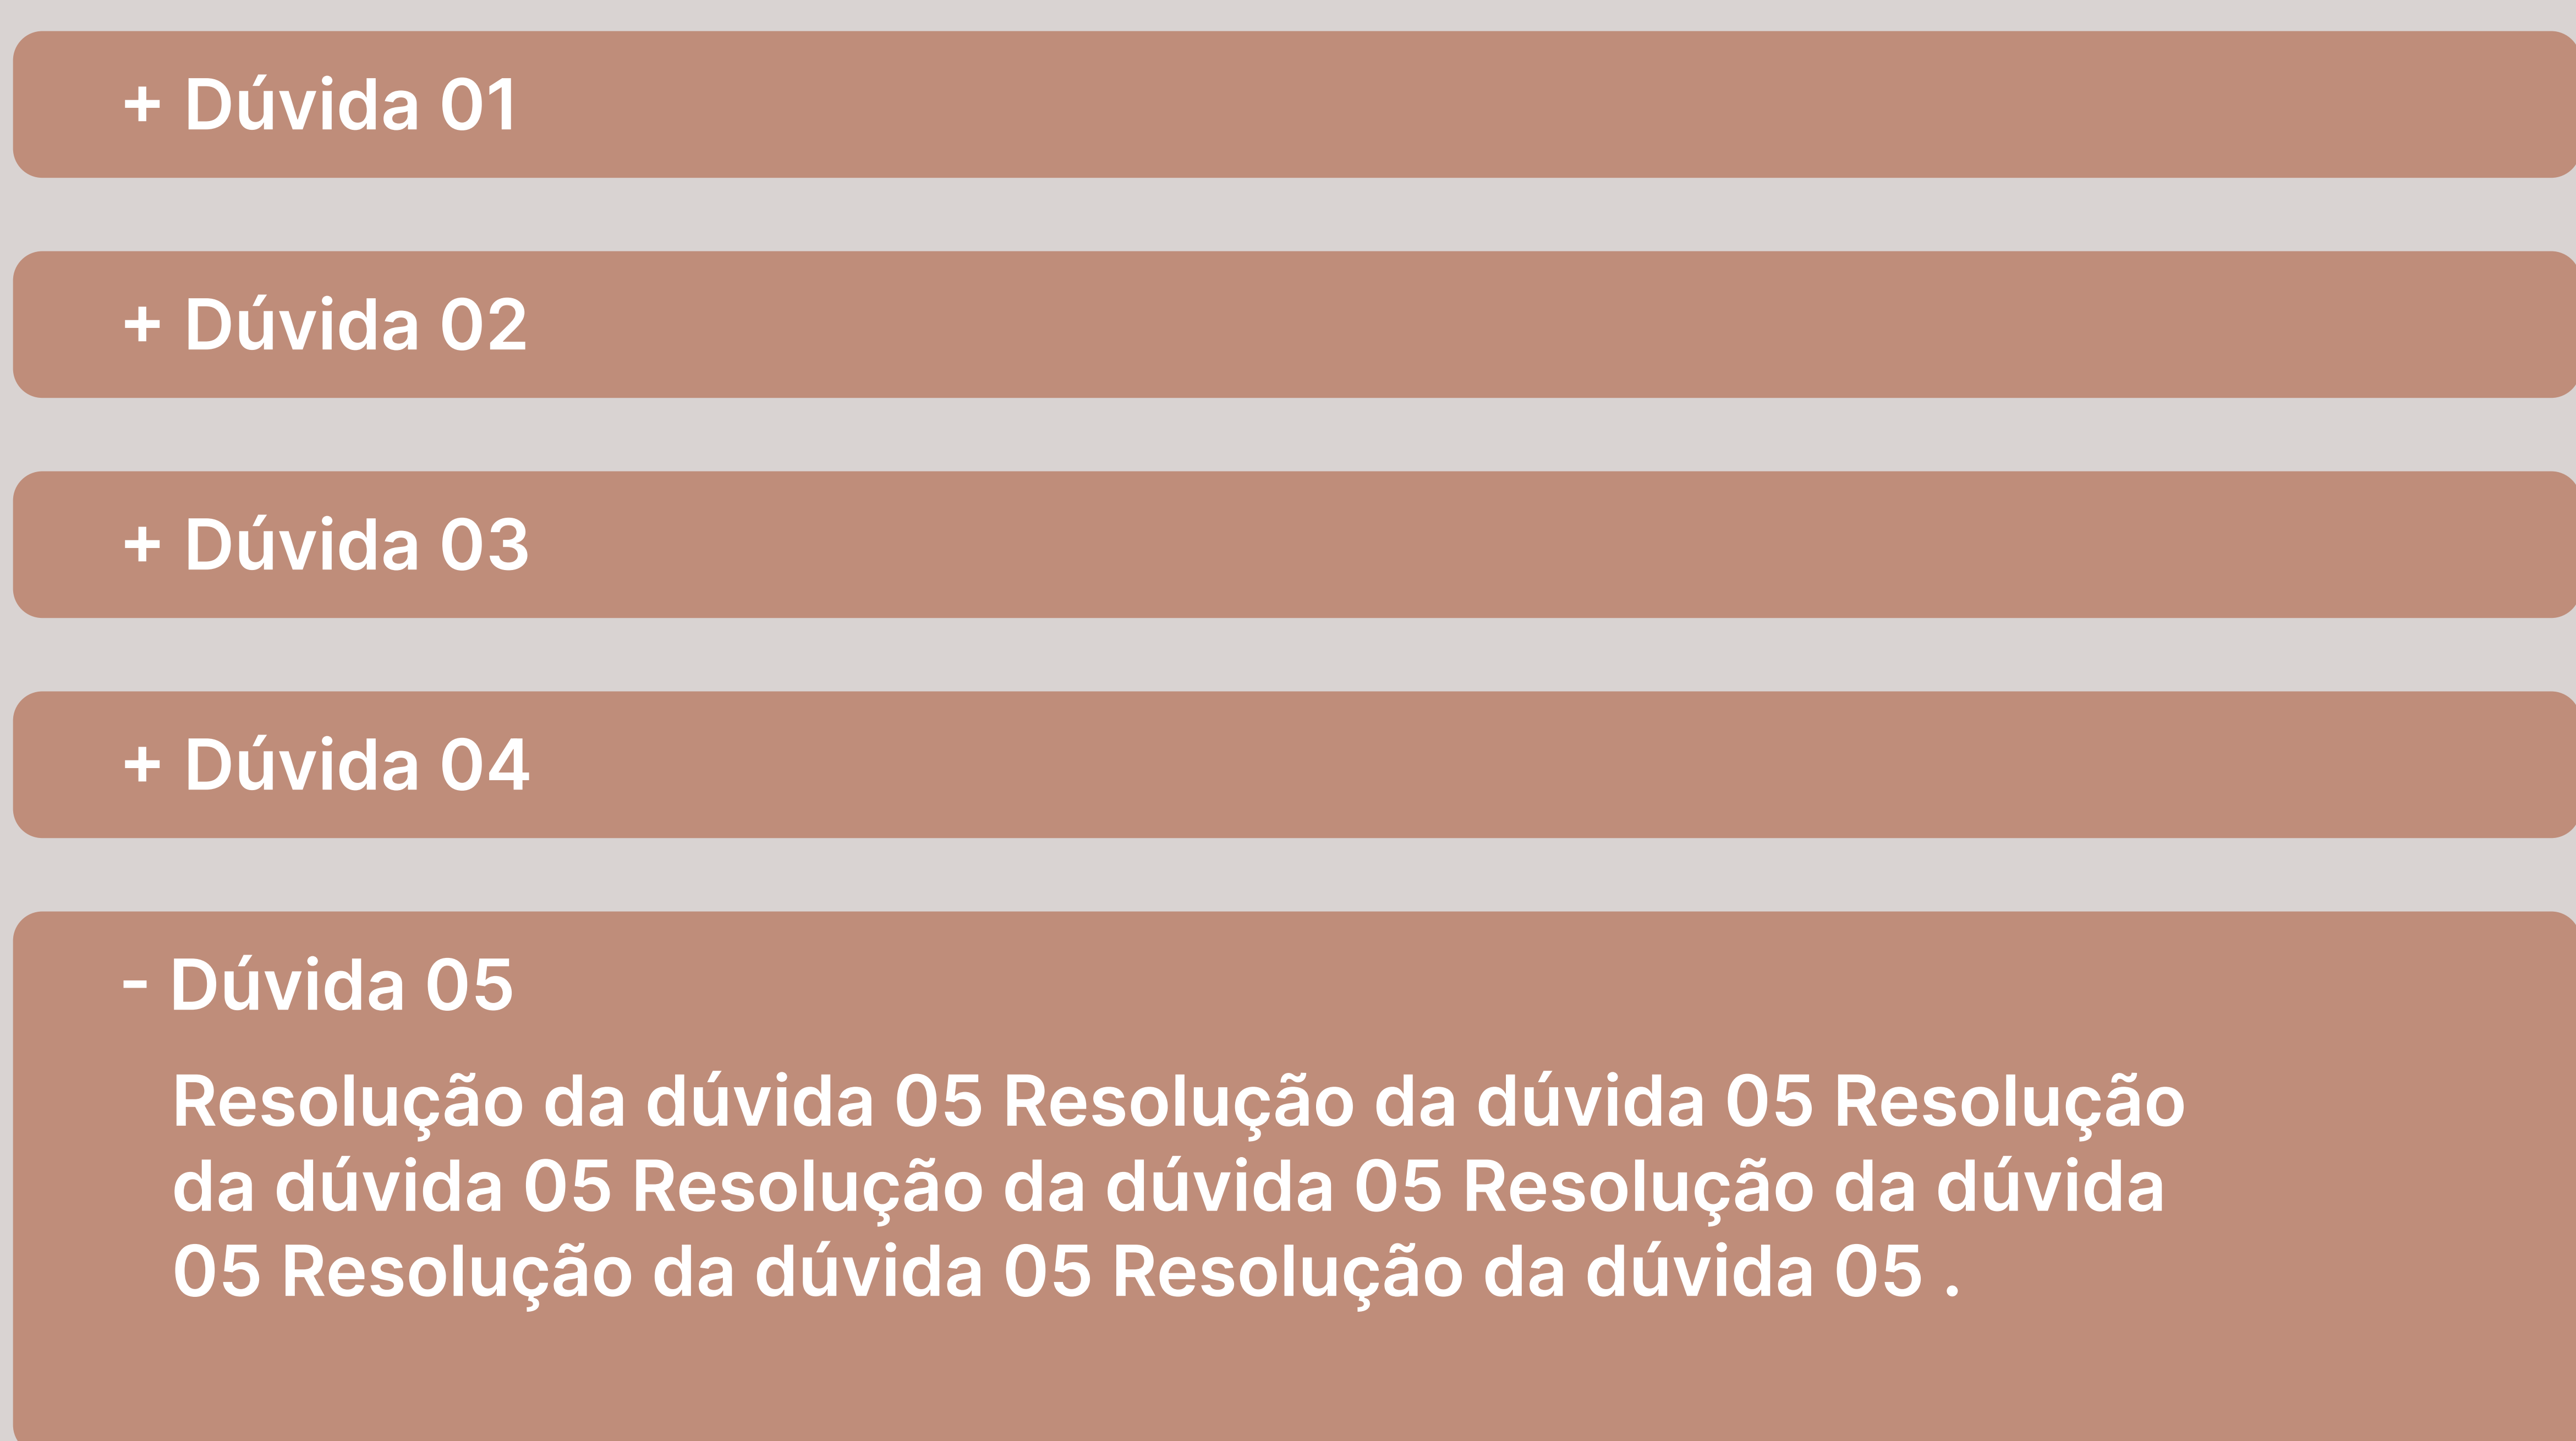 + Dúvida 01
+ Dúvida 02
+ Dúvida 03
+ Dúvida 04
- Dúvida 05
Resolução da dúvida 05 Resolução da dúvida 05 Resolução
da dúvida 05 Resolução da dúvida 05 Resolução da dúvida
05 Resolução da dúvida 05 Resolução da dúvida 05 .